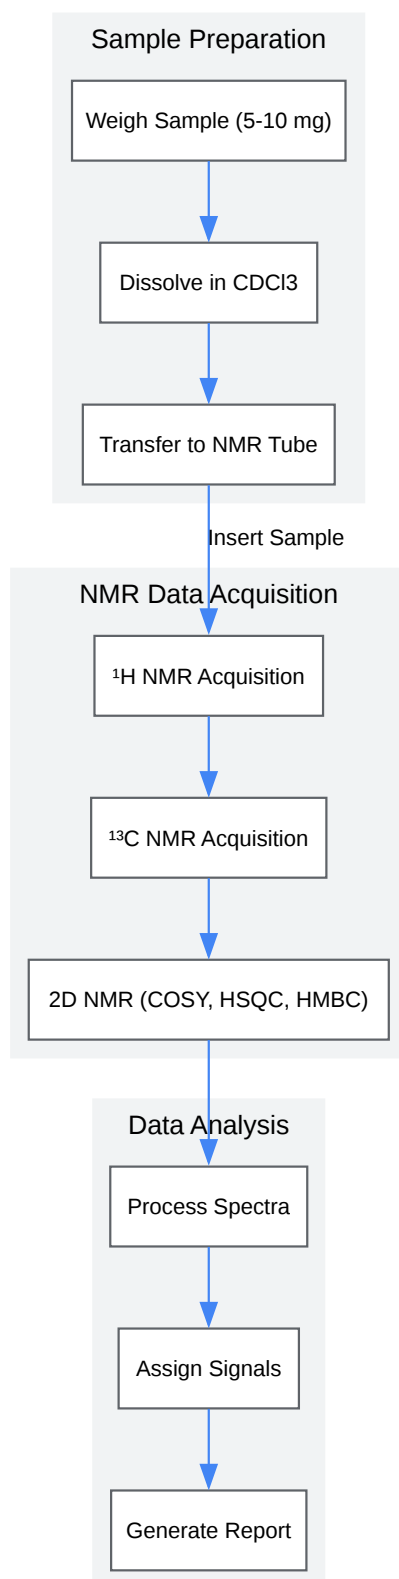 Sample Preparation
Weigh Sample (5-10 mg)
Dissolve in CDCl3
Transfer to NMR Tube
Insert Sample
NMR Data Acquisition
¹H NMR Acquisition
¹³C NMR Acquisition
2D NMR (COSY, HSQC, HMBC)
Data Analysis
Process Spectra
Assign Signals
Generate Report